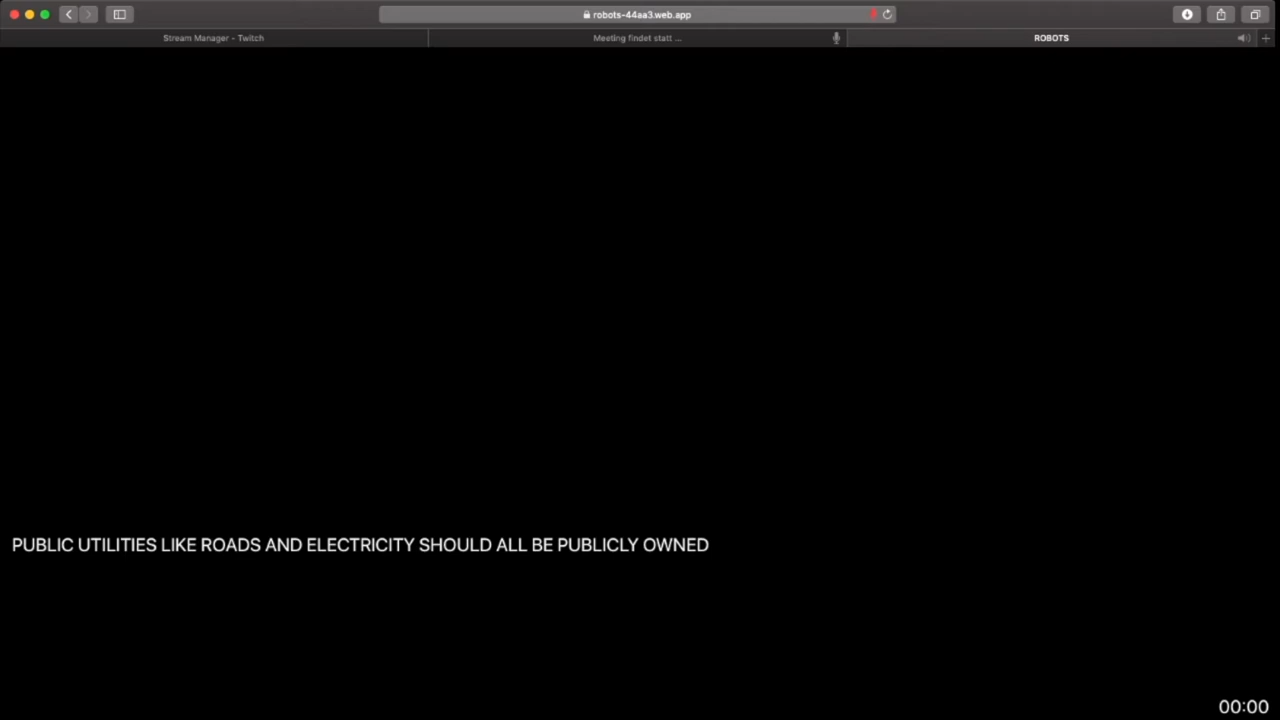 robots-44aa3.web.app
Stream Manager - Twitch
Meeting findet statt ...
ROBOTS
PUBLIC UTILITIES LIKE ROADS AND ELECTRICITY SHOULD ALL BE PUBLICLY OWNED
00:00